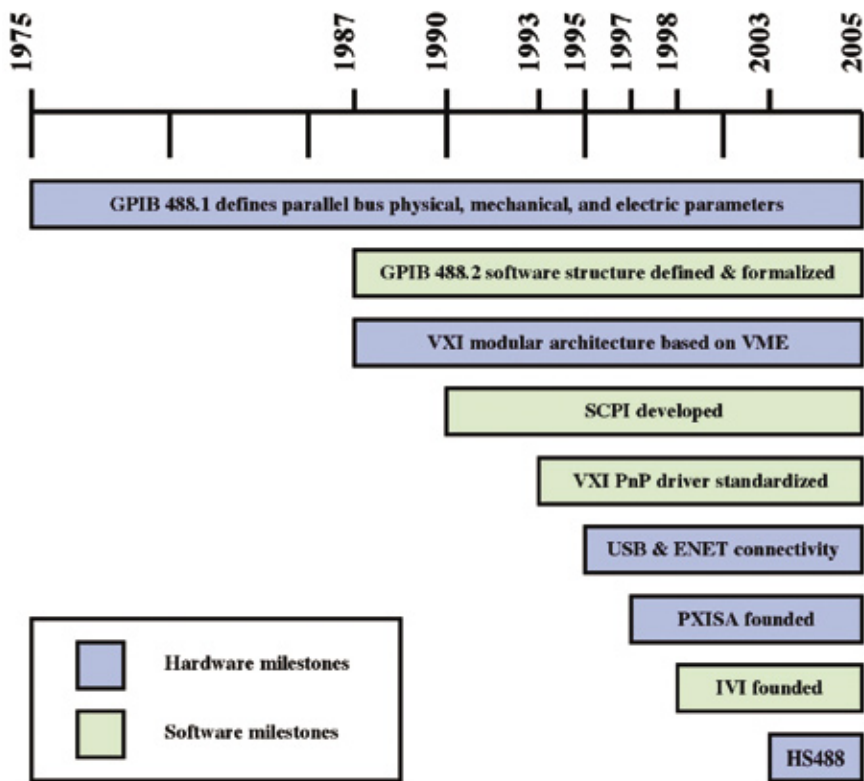 1975
1987
1990
1993
1995
1997
1998
2003
2005
GPIB 488.1 defines parallel bus physical, mechanical, and electric parameters
GPIB 488.2 software structure defined & formalized
VXI modular architecture based on VME
SCPI developed
VXI PnP driver standardized
USB & ENET connectivity
PXISA founded
IVI founded
HS488
Hardware milestones
Software milestones